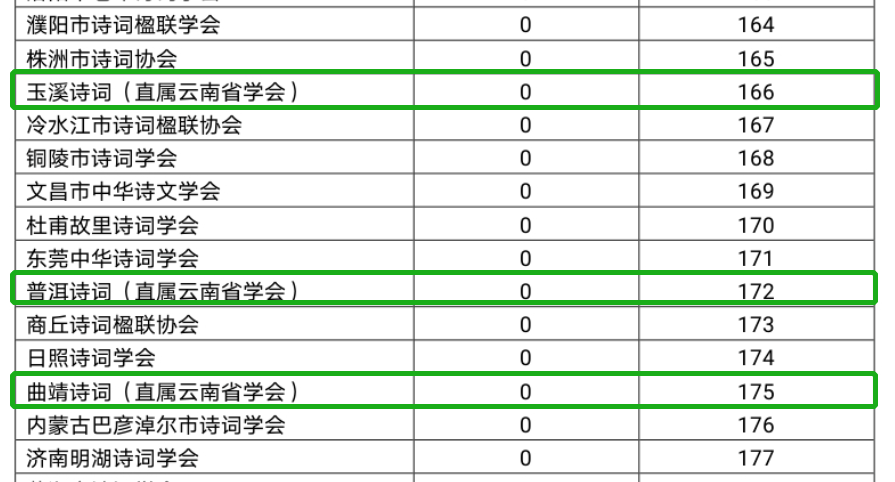 濮阳市诗词楹联学会 0 164
株洲市诗词协会 0 165
玉溪诗词（直属云南省学会） 0 166
冷水江市诗词楹联协会 0 167
铜陵市诗词学会 0 168
文昌市中华诗文学会 0 169
杜甫故里诗词学会 0 170
东莞中华诗词学会 0 171
普洱诗词（直属云南省学会） 0 172
商丘诗词楹联协会 0 173
日照诗词学会 0 174
曲靖诗词（直属云南省学会） 0 175
内蒙古巴彦淖尔市诗词学会 0 176
济南明湖诗词学会 0 177